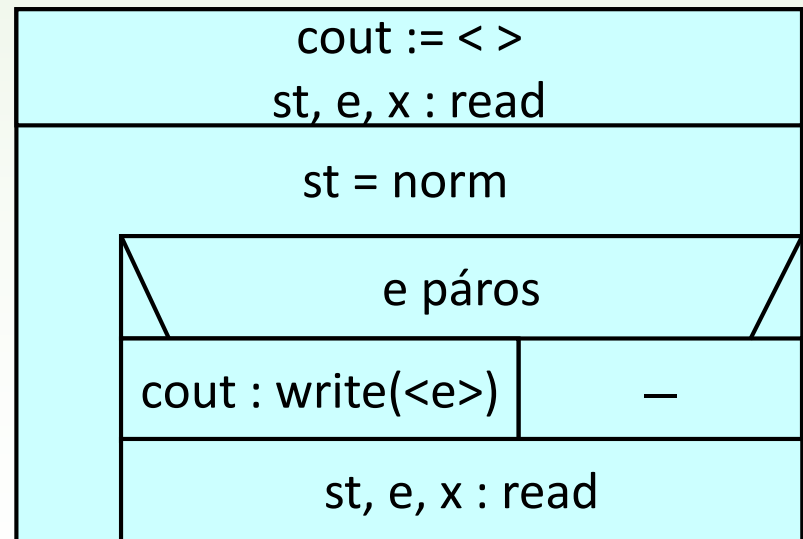 cout := < >
st, e, x : read
st = norm
e páros
cout : write(<e>)
–
st, e, x : read